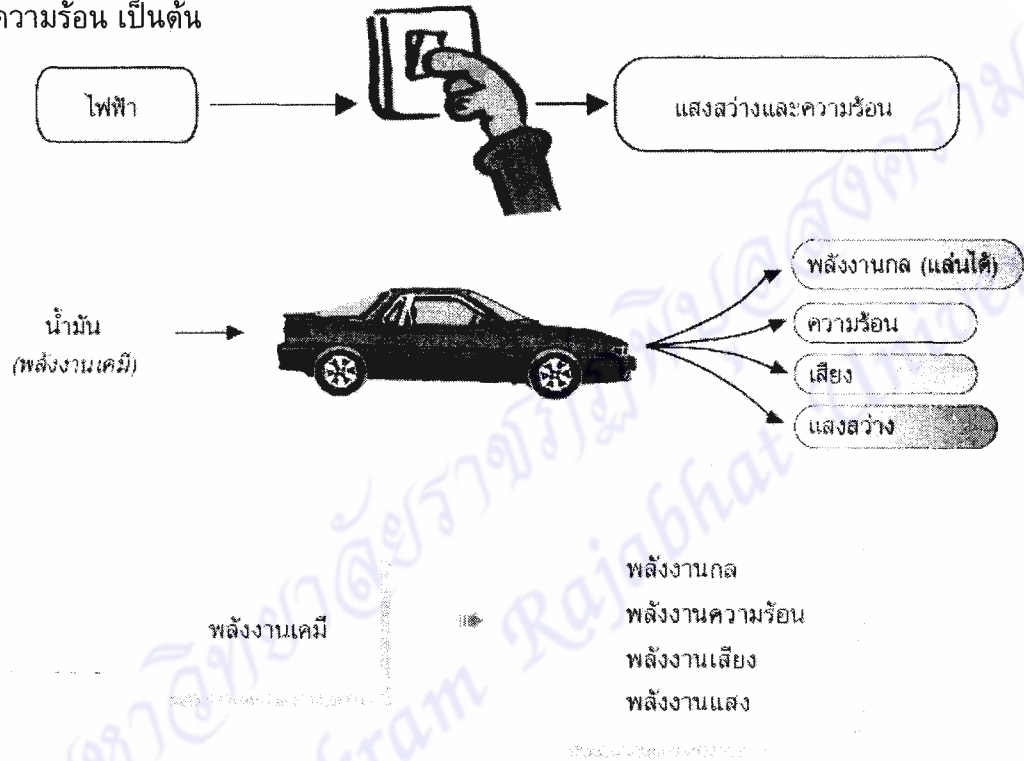 ความร้อน เป็นต้น
ไฟฟ้า
แสงสว่างและความร้อน
น้ำมัน
(พลังงานเคมี)
พลังงานกล (แล่นได้)
ความร้อน
เสียง
แสงสว่าง
พลังงานเคมี
พลังงานกล
พลังงานความร้อน
พลังงานเสียง
พลังงานแสง
Rajabhat